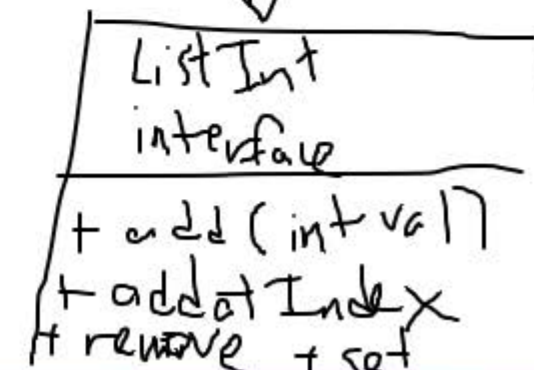 ListInt
interface
+ add (int val)
+ addatIndex
+ remove + set